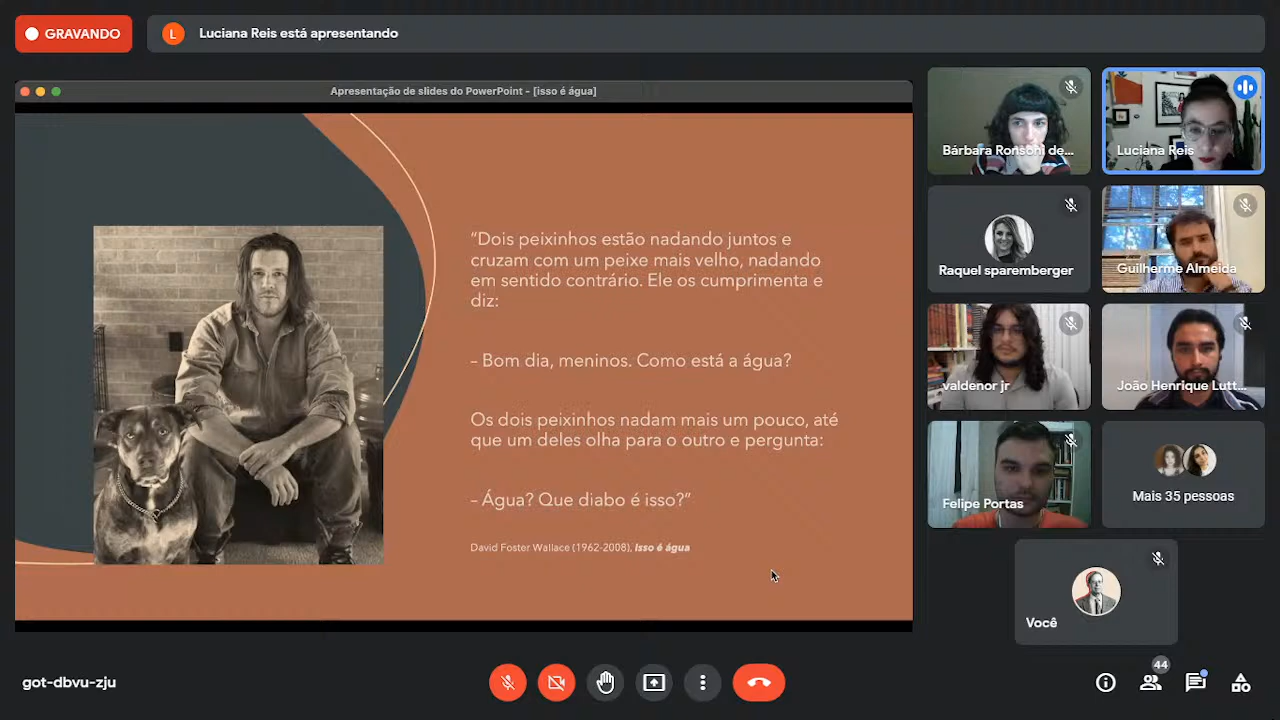 GRAVANDO
L
Luciana Reis está apresentando
Apresentação de slides do PowerPoint - [isso é água]
“Dois peixinhos estão nadando juntos e
cruzam com um peixe mais velho, nadando
em sentido contrário. Ele os cumprimenta e
diz:
– Bom dia, meninos. Como está a água?
Os dois peixinhos nadam mais um pouco, até
que um deles olha para o outro e pergunta:
– Água? Que diabo é isso?”
David Foster Wallace (1962-2008), Isso é água
Bárbara Ronsoni de...
Luciana Reis
Raquel sparemberger
Guilherme Almeida
valdenor jr
João Henrique Lutt...
Felipe Portas
Mais 35 pessoas
Você
got-dbvu-zju
44